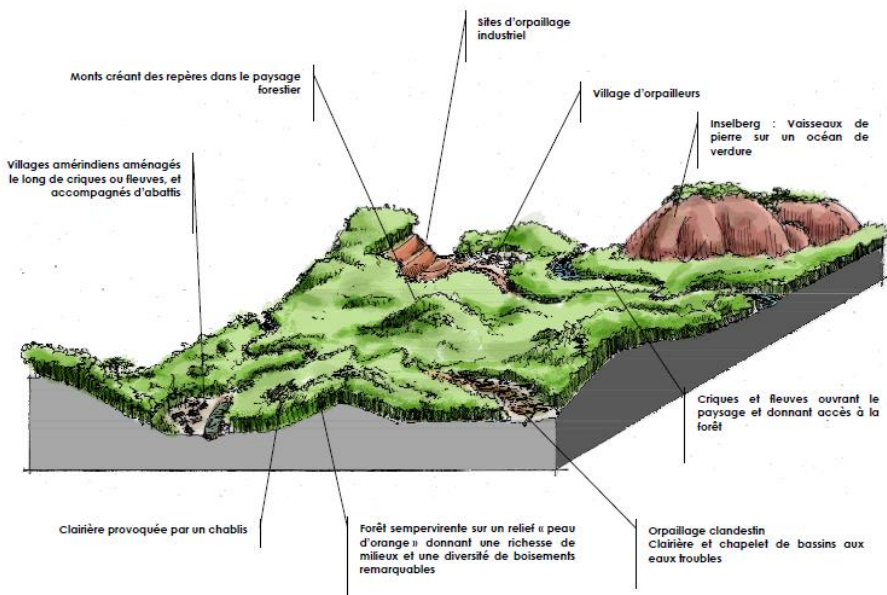 Sites d'orpaillage
industriel
Monts créant des repères dans le paysage
forestier
Village d'orpailleurs
Inselberg : Vaisseaux de
pierre sur un océan de
verdure
Villages amérindiens aménagés
le long de criques ou fleuves, et
accompagnés d'abattis
Criques et fleuves ouvrant le
paysage et donnant accès à la
forêt
Clairière provoquée par un chablis
Forêt sempervirente sur un relief « peau
d'orange » donnant une richesse de
milieux et une diversité de boisements
remarquables
Orpaillage clandestin
Clairière et chapelet de bassins aux
eaux troubles